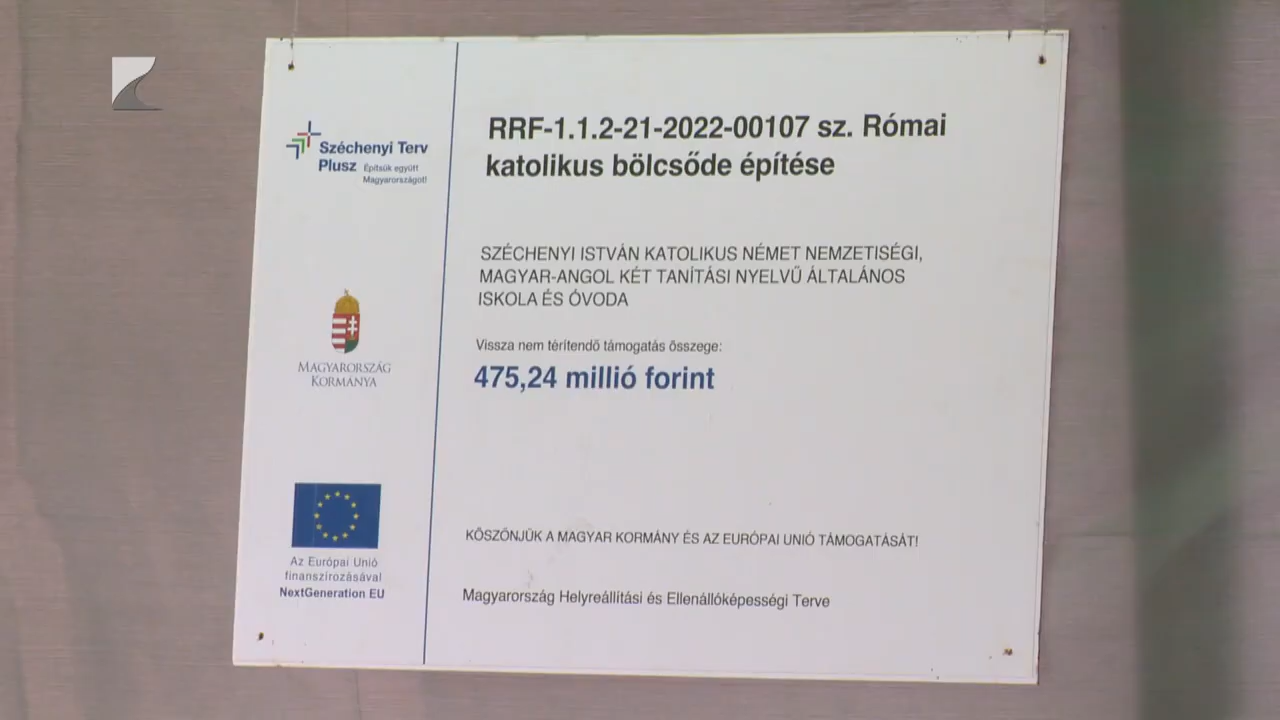 Széchenyi Terv
Plusz Építsük együtt
Magyarországot!
MAGYARORSZÁG
KORMÁNYA
Az Európai Unió
finanszírozásával
NextGeneration EU
RRF-1.1.2-21-2022-00107 sz. Római
katolikus bölcsőde építése
SZÉCHENYI ISTVÁN KATOLIKUS NÉMET NEMZETISÉGI,
MAGYAR-ANGOL KÉT TANÍTÁSI NYELVŰ ÁLTALÁNOS
ISKOLA ÉS ÓVODA
Vissza nem térítendő támogatás összege:
475,24 millió forint
KÖSZÖNJÜK A MAGYAR KORMÁNY ÉS AZ EURÓPAI UNIÓ TÁMOGATÁSÁT!
Magyarország Helyreállítási és Ellenállóképességi Terve